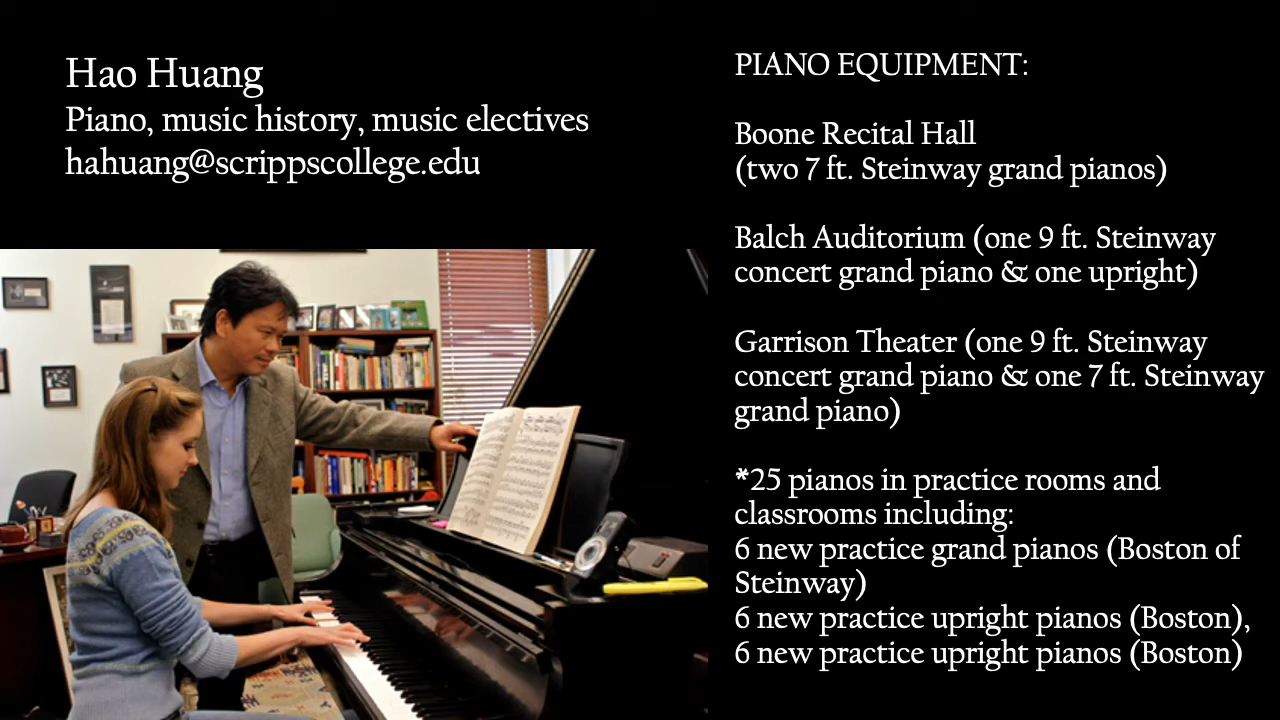 Hao Huang
Piano, music history, music electives
hahuang@scrippscollege.edu
PIANO EQUIPMENT:
Boone Recital Hall
(two 7 ft. Steinway grand pianos)
Balch Auditorium (one 9 ft. Steinway
concert grand piano & one upright)
Garrison Theater (one 9 ft. Steinway
concert grand piano & one 7 ft. Steinway
grand piano)
*25 pianos in practice rooms and
classrooms including:
6 new practice grand pianos (Boston of
Steinway)
6 new practice upright pianos (Boston),
6 new practice upright pianos (Boston)